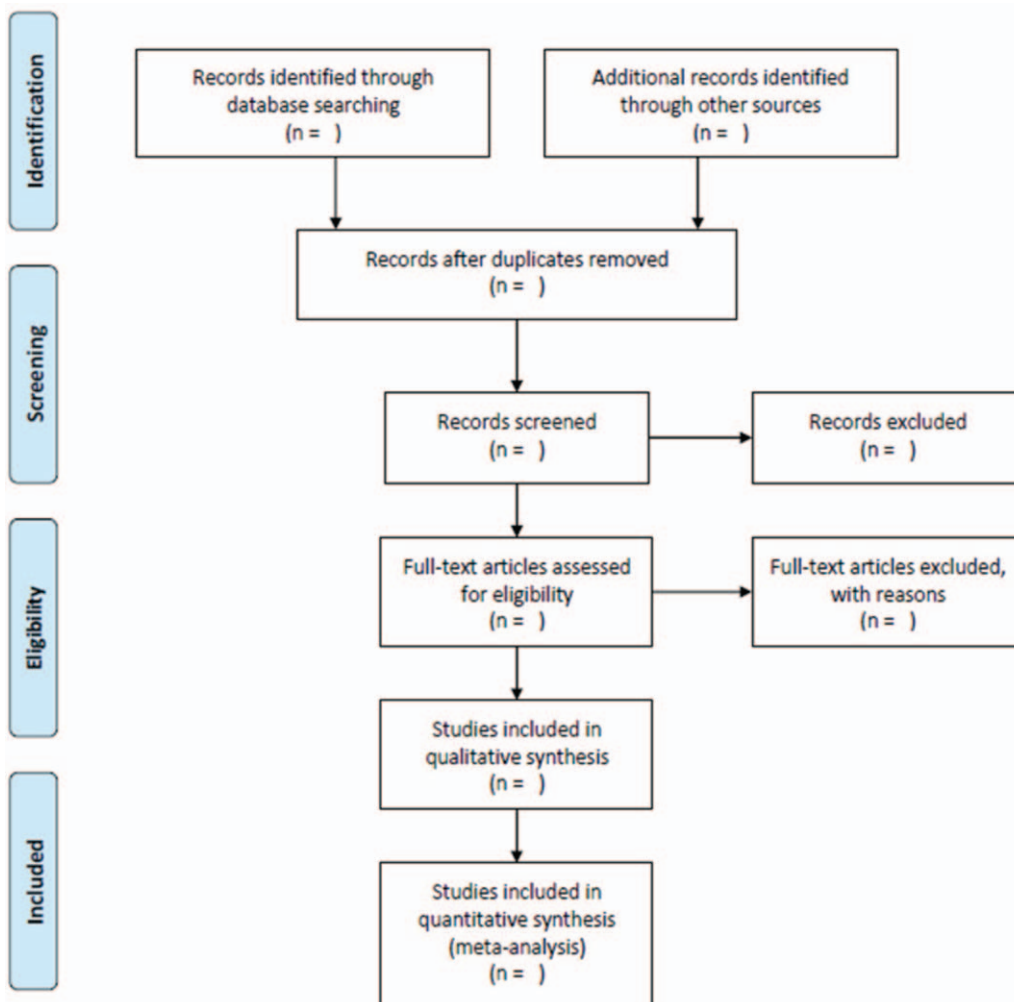 Identification
Records identified through
database searching
(n =   )
Additional records identified
through other sources
(n =   )
Records after duplicates removed
(n =   )
Screening
Records screened
(n =   )
Records excluded
(n =   )
Eligibility
Full-text articles assessed
for eligibility
(n =   )
Full-text articles excluded,
with reasons
(n =   )
Studies included in
qualitative synthesis
(n =   )
Included
Studies included in
quantitative synthesis
(meta-analysis)
(n =   )